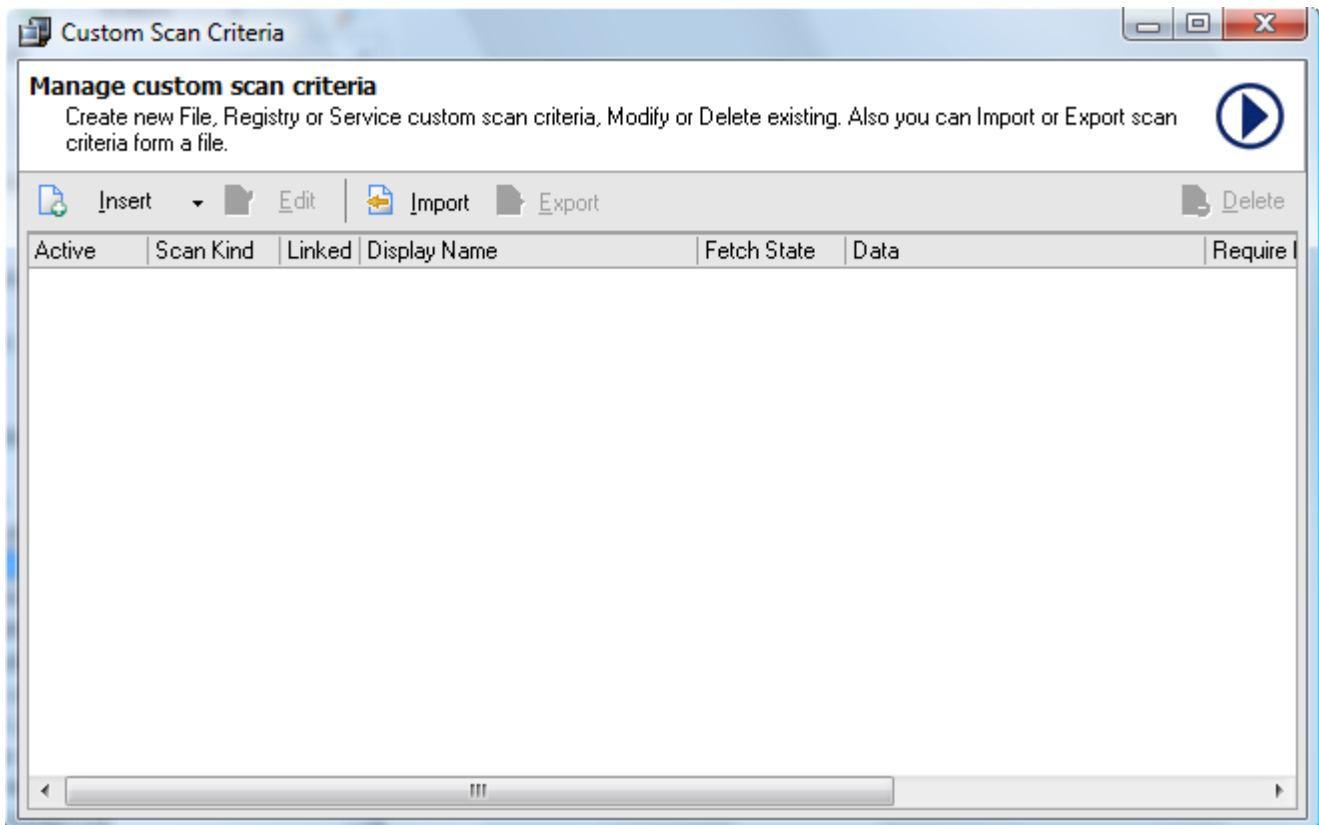 Custom Scan Criteria
Manage custom scan criteria
Create new File, Registry or Service custom scan criteria, Modify or Delete existing. Also you can Import or Export scan
criteria form a file.
Insert Edit Import Export Delete
Active Scan Kind Linked Display Name Fetch State Data Require